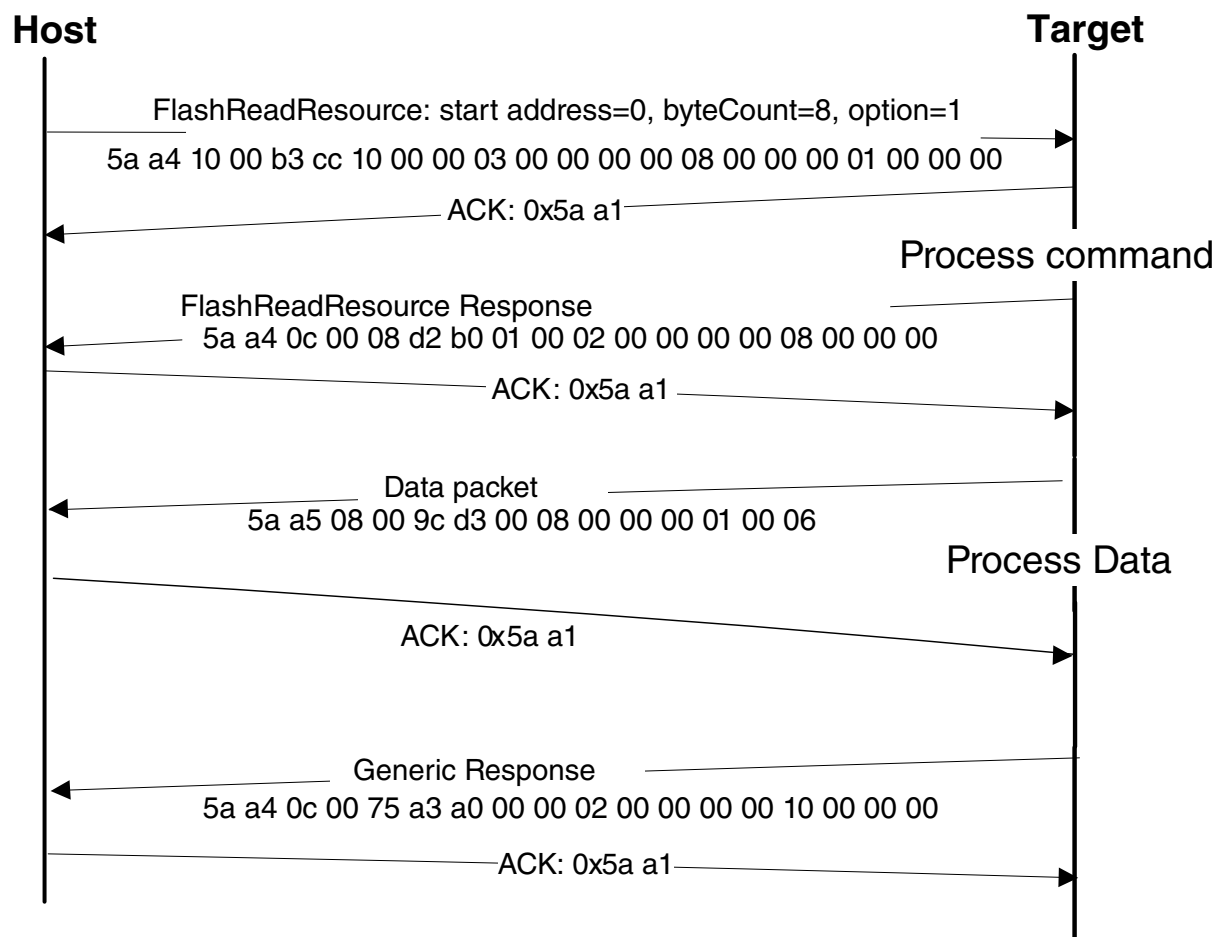 Host
Target
FlashReadResource: start address=0, byteCount=8, option=1
5a a4 10 00 b3 cc 10 00 00 03 00 00 00 00 08 00 00 00 01 00 00 00
ACK: 0x5a a1
Process command
FlashReadResource Response
5a a4 0c 00 08 d2 b0 01 00 02 00 00 00 00 08 00 00 00
ACK: 0x5a a1
Data packet
5a a5 08 00 9c d3 00 08 00 00 00 01 00 06
Process Data
ACK: 0x5a a1
Generic Response
5a a4 0c 00 75 a3 a0 00 00 02 00 00 00 00 10 00 00 00
ACK: 0x5a a1